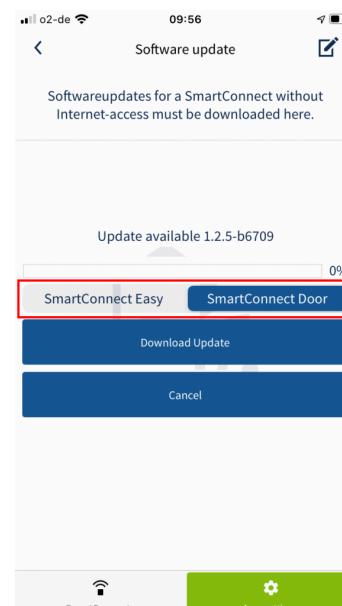 o2-de
09:56
Software update
Softwareupdates for a SmartConnect without
Internet-access must be downloaded here.
Update available 1.2.5-b6709
0%
SmartConnect Easy
SmartConnect Door
Download Update
Cancel